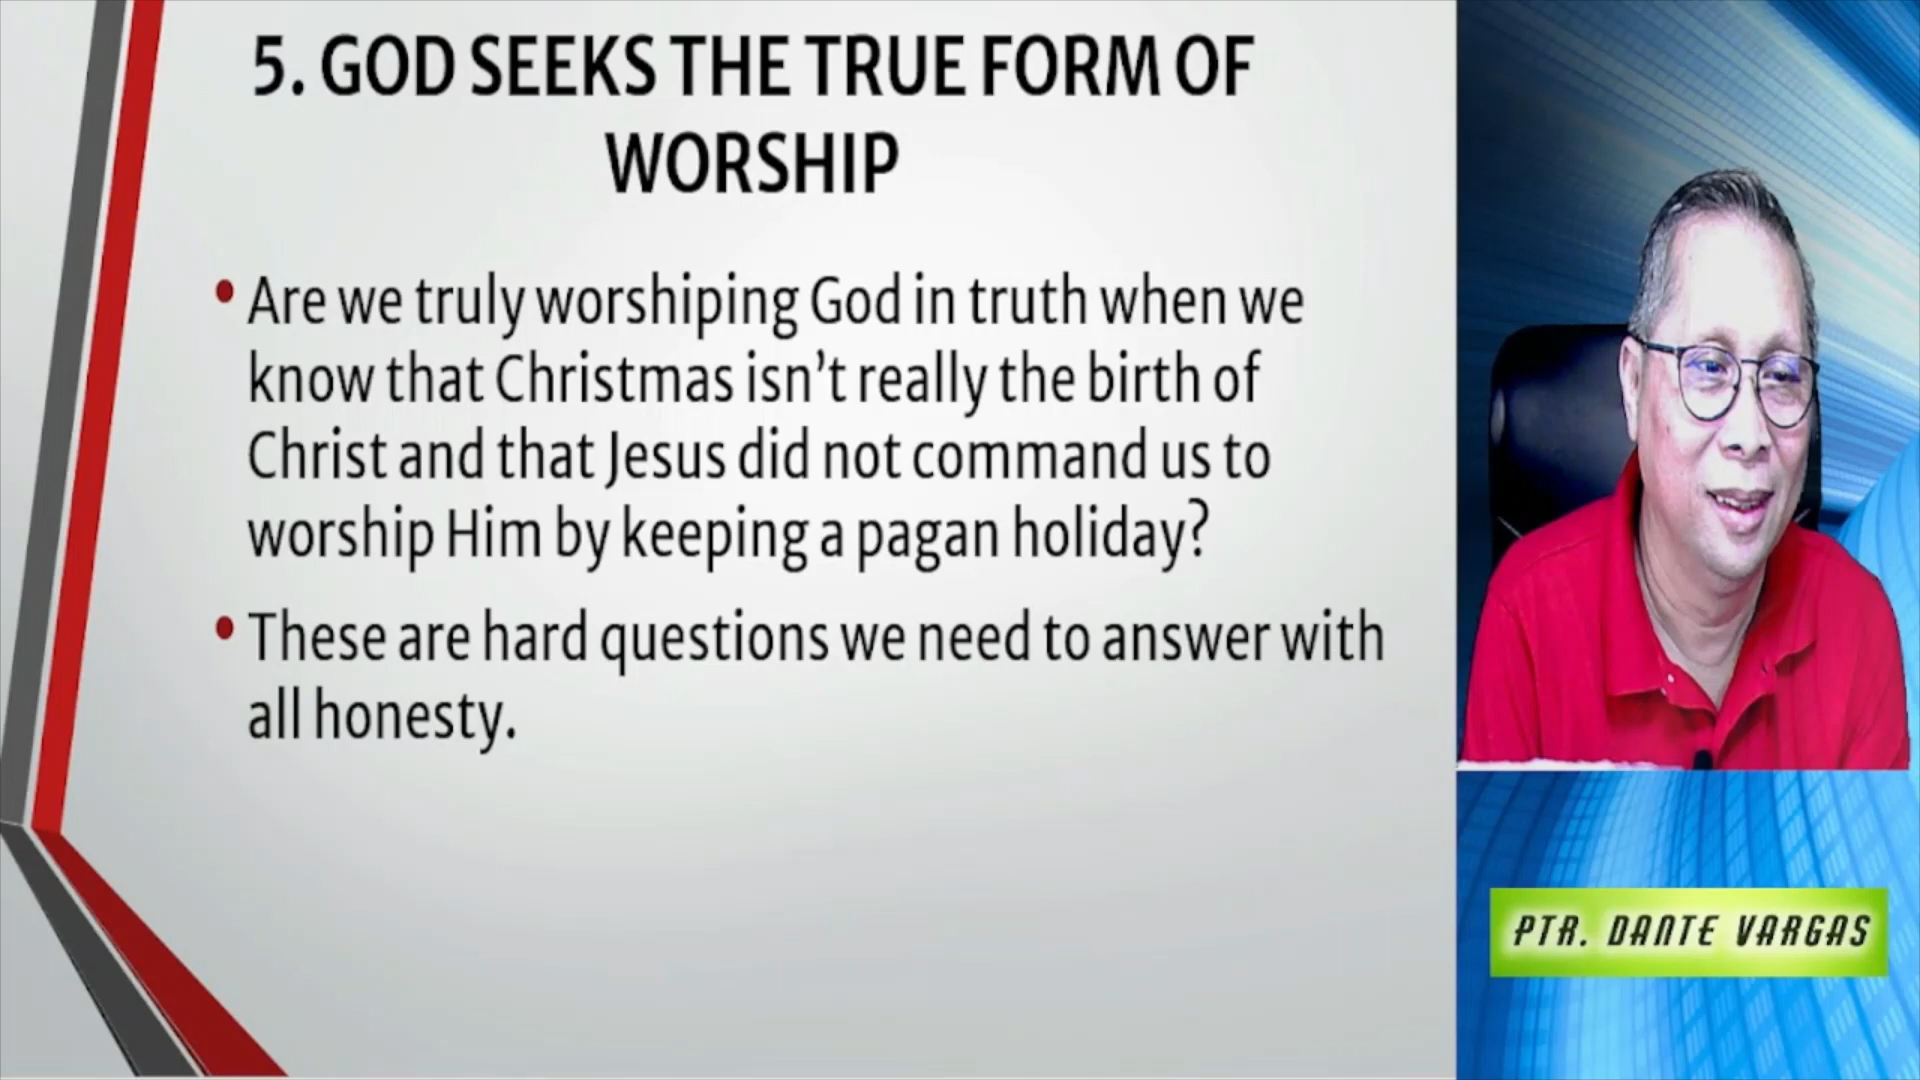 5. GOD SEEKS THE TRUE FORM OF
WORSHIP
• Are we truly worshiping God in truth when we
know that Christmas isn’t really the birth of
Christ and that Jesus did not command us to
worship Him by keeping a pagan holiday?
• These are hard questions we need to answer with
all honesty.
PTR. DANTE VARGAS